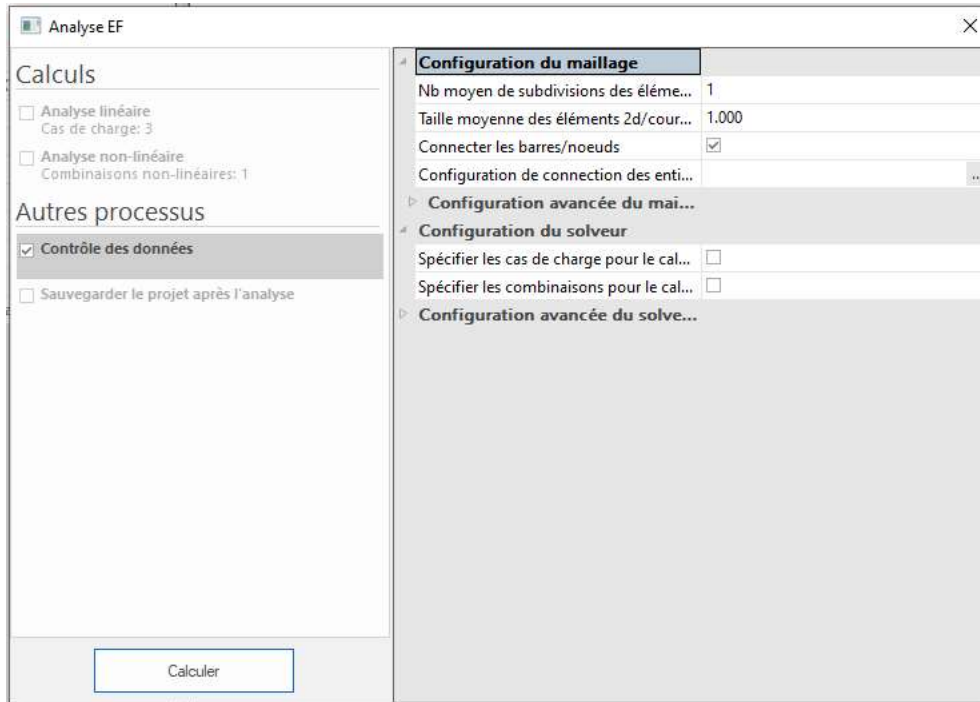 Analyse EF
Calculs
Analyse linéaire
Cas de charge: 3
Analyse non-linéaire
Combinaisons non-linéaires: 1
Autres processus
Contrôle des données
Sauvegarder le projet après l'analyse
Calculer
Configuration du maillage
Nb moyen de subdivisions des éléme... 1
Taille moyenne des éléments 2d/cour... 1.000
Connecter les barres/noeuds
Configuration de connection des enti... ..
Configuration avancée du mai...
Configuration du solveur
Spécifier les cas de charge pour le cal...
Spécifier les combinaisons pour le cal...
Configuration avancée du solve...